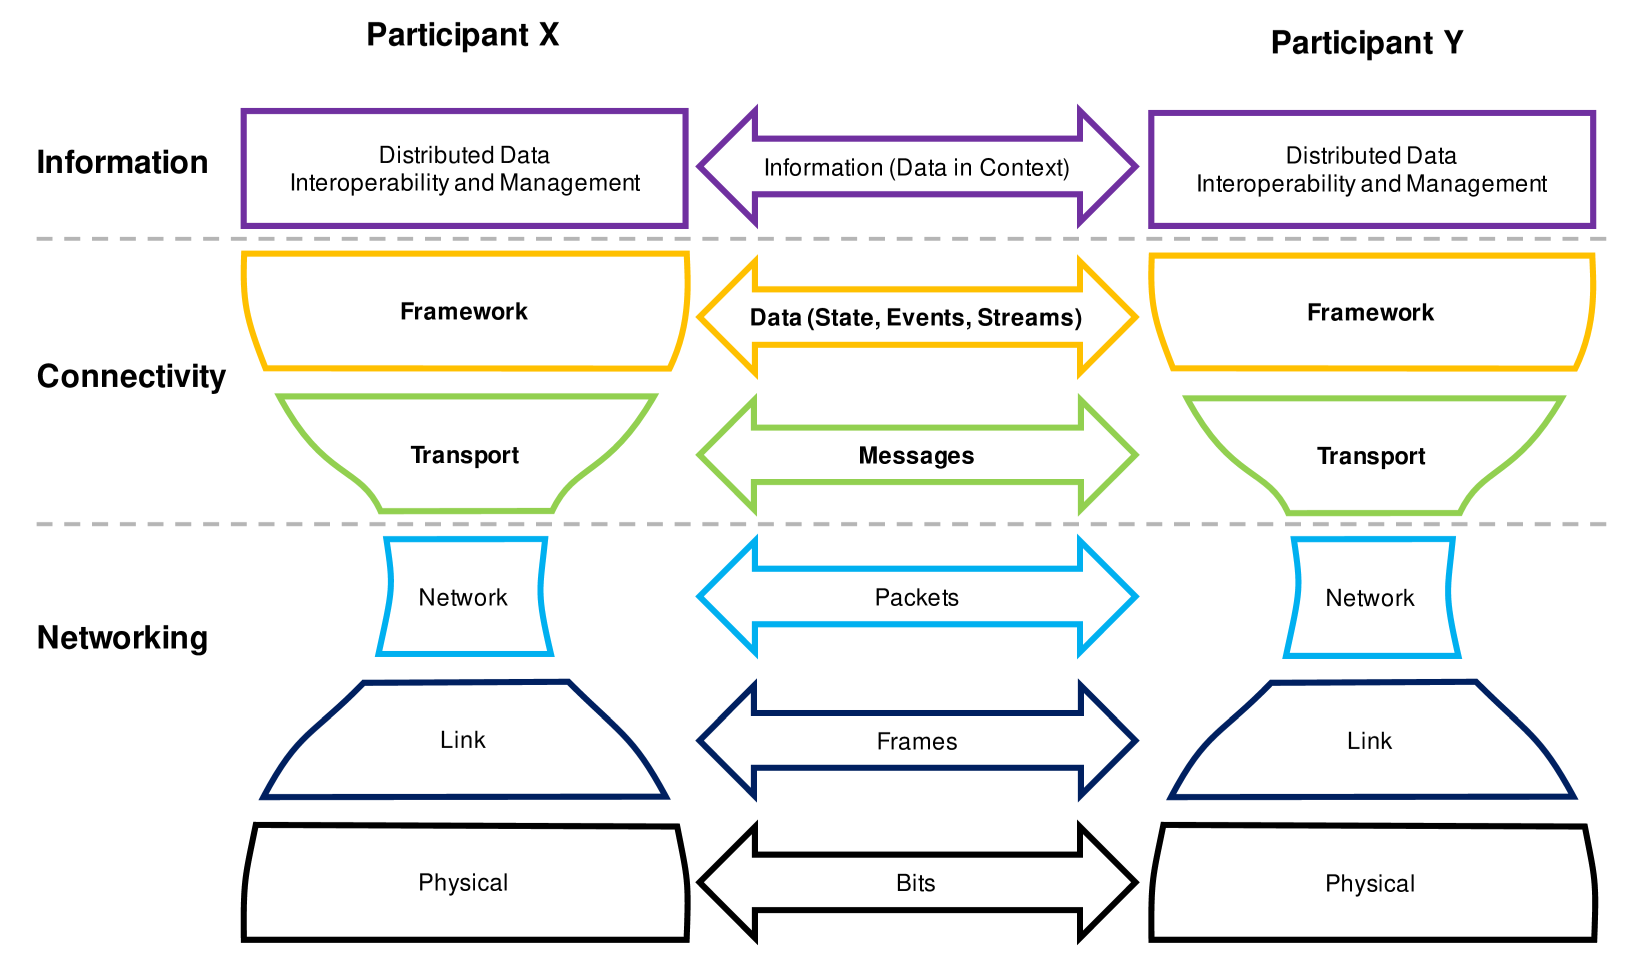 Participant X
Participant Y
Information
Distributed Data
Interoperability and Management
Information (Data in Context)
Distributed Data
Interoperability and Management
Connectivity
Framework
Data (State, Events, Streams)
Framework
Transport
Messages
Transport
Networking
Network
Packets
Network
Link
Frames
Link
Physical
Bits
Physical